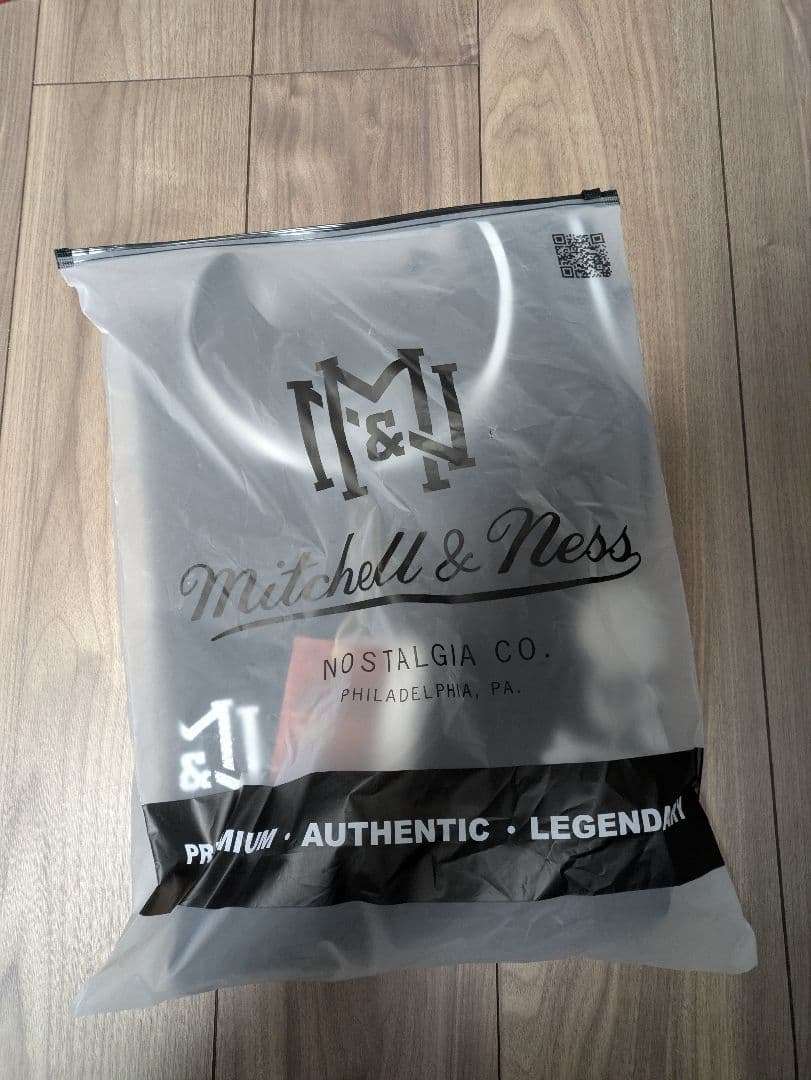 M&N
Mitchell & Ness
NOSTALGIA CO.
PHILADELPHIA, PA.
M&N
PREMIUM · AUTHENTIC · LEGENDARY